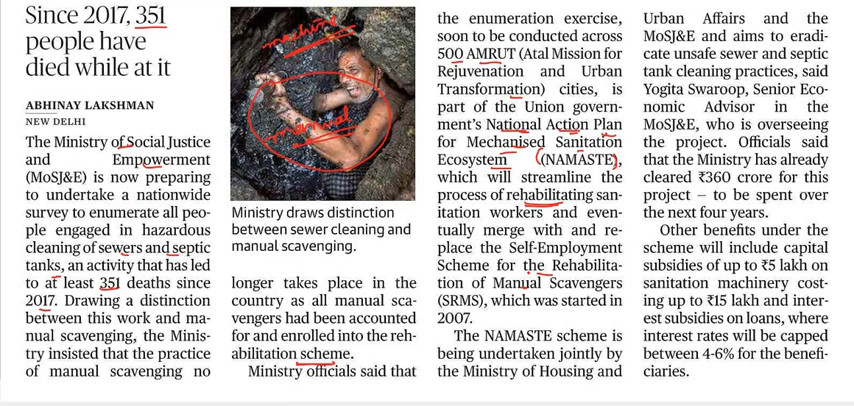 Since 2017, 351
people have
died while at it
ABHINAY LAKSHMAN
NEW DELHI
The Ministry of Social Justice
and Empowerment
(MoSJ&E) is now preparing
to undertake a nationwide
survey to enumerate all peo-
ple engaged in hazardous
cleaning of sewers and septic
tanks, an activity that has led
to at least 351 deaths since
2017. Drawing a distinction
between this work and ma-
nual scavenging, the Minis-
try insisted that the practice
of manual scavenging no
machine
manual
Ministry draws distinction
between sewer cleaning and
manual scavenging.
longer takes place in the
country as all manual sca-
vengers had been accounted
for and enrolled into the reh-
abilitation scheme.
Ministry officials said that
the enumeration exercise,
soon to be conducted across
500 AMRUT (Atal Mission for
Rejuvenation and Urban
Transformation) cities, is
part of the Union govern-
ment's National Action Plan
for Mechanised Sanitation
Ecosystem (NAMASTE),
which will streamline the
process of rehabilitating san-
itation workers and even-
tually merge with and re-
place the Self-Employment
Scheme for the Rehabilita-
tion of Manual Scavengers
(SRMS), which was started in
2007.
The NAMASTE scheme is
being undertaken jointly by
the Ministry of Housing and
Urban Affairs and the
MoSJ&E and aims to eradi-
cate unsafe sewer and septic
tank cleaning practices, said
Yogita Swaroop, Senior Eco-
nomic Advisor in the
MoSJ&E, who is overseeing
the project. Officials said
that the Ministry has already
cleared ₹360 crore for this
project – to be spent over
the next four years.
Other benefits under the
scheme will include capital
subsidies of up to ₹5 lakh on
sanitation machinery cost-
ing up to ₹15 lakh and inter-
est subsidies on loans, where
interest rates will be capped
between 4-6% for the benefi-
ciaries.